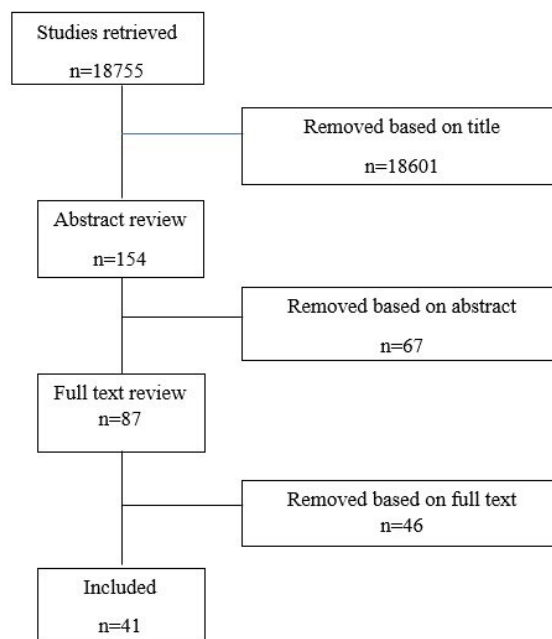 Studies retrieved
n=18755
Removed based on title
n=18601
Abstract review
n=154
Removed based on abstract
n=67
Full text review
n=87
Removed based on full text
n=46
Included
n=41